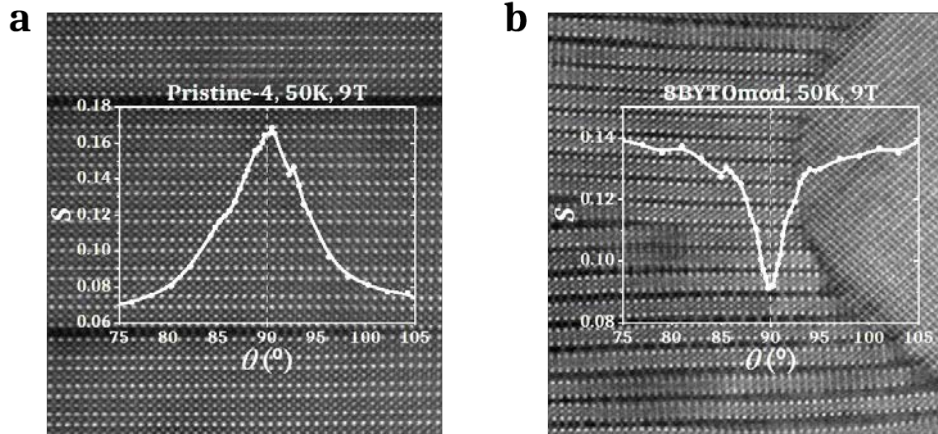 a
Pristine-4, 50K, 9T
0.18
0.16
0.14
0.12
0.10
0.08
0.06
S
75 80 85 90 95 100 105
θ (°)
b
8BYTOmod, 50K, 9T
0.14
0.12
0.10
0.08
S
75 80 85 90 95 100 105
θ (°)